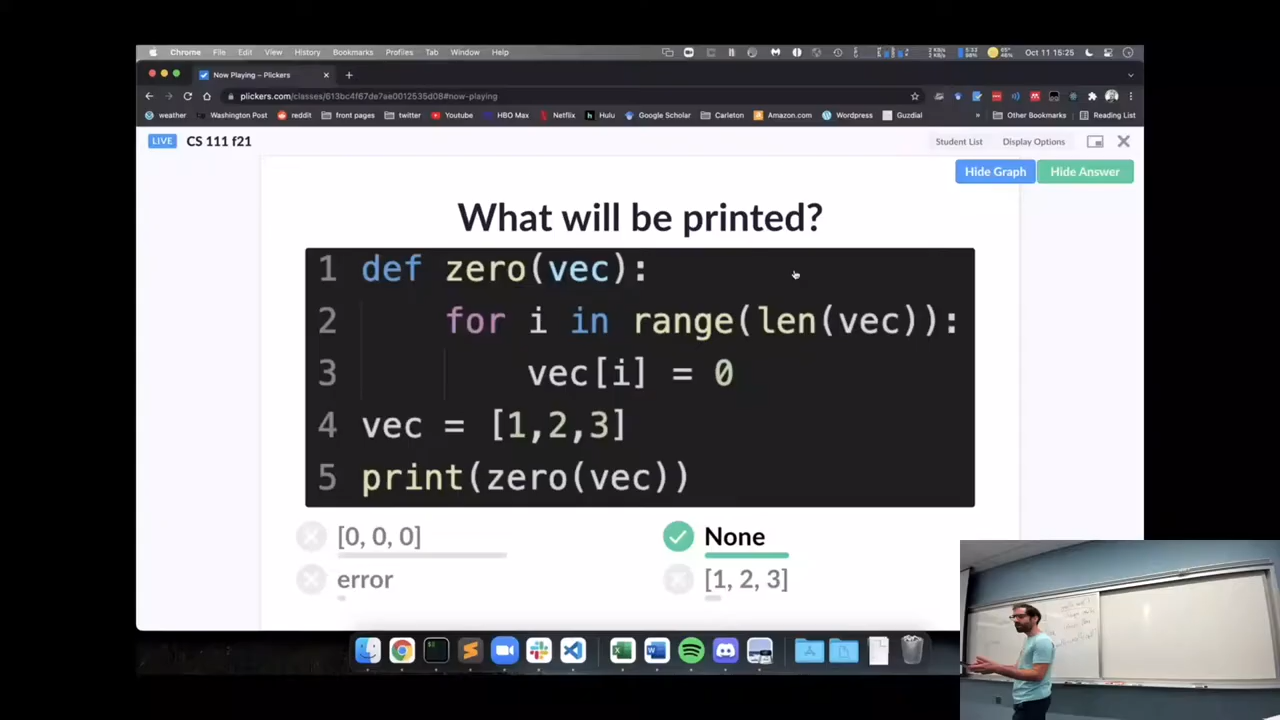 Chrome File Edit View History Bookmarks Profiles Tab Window Help Oct 11 15:25
Now Playing – Plickers
plickers.com/classes/613bc4f67de7ae0012535d08#now-playing
weather Washington Post reddit front pages twitter Youtube HBO Max Netflix Hulu Google Scholar Carleton Amazon.com Wordpress Guzdial » Other Bookmarks Reading List
LIVE CS 111 f21 Student List Display Options
Hide Graph Hide Answer
What will be printed?
1 def zero(vec):
2 for i in range(len(vec)):
3 vec[i] = 0
4 vec = [1,2,3]
5 print(zero(vec))
[0, 0, 0] None
error [1, 2, 3]